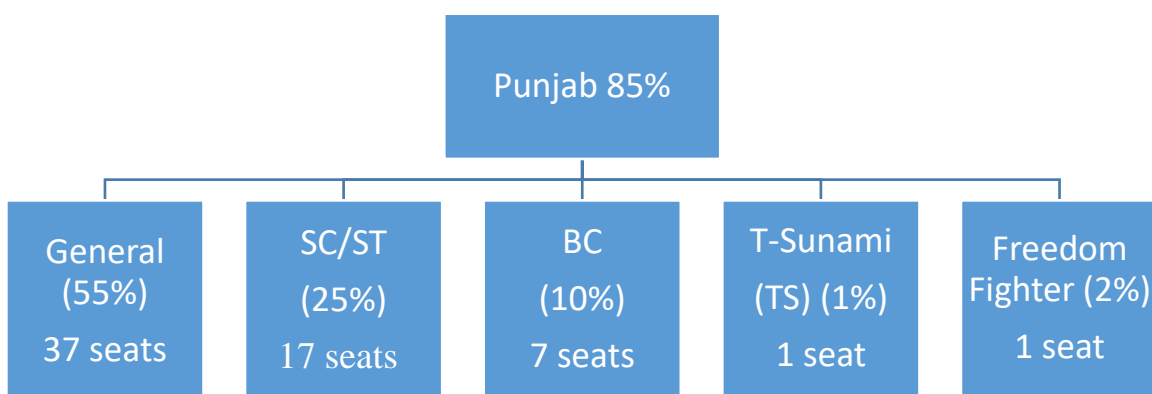 Punjab 85%
General
(55%)
37 seats
SC/ST
(25%)
17 seats
BC
(10%)
7 seats
T-Sunami
(TS) (1%)
1 seat
Freedom
Fighter (2%)
1 seat